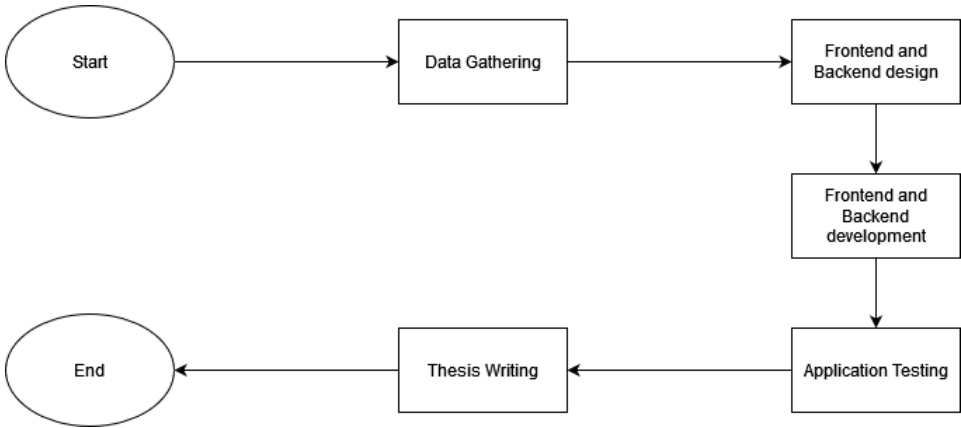 Start
Data Gathering
Frontend and
Backend design
Frontend and
Backend
development
Application Testing
Thesis Writing
End